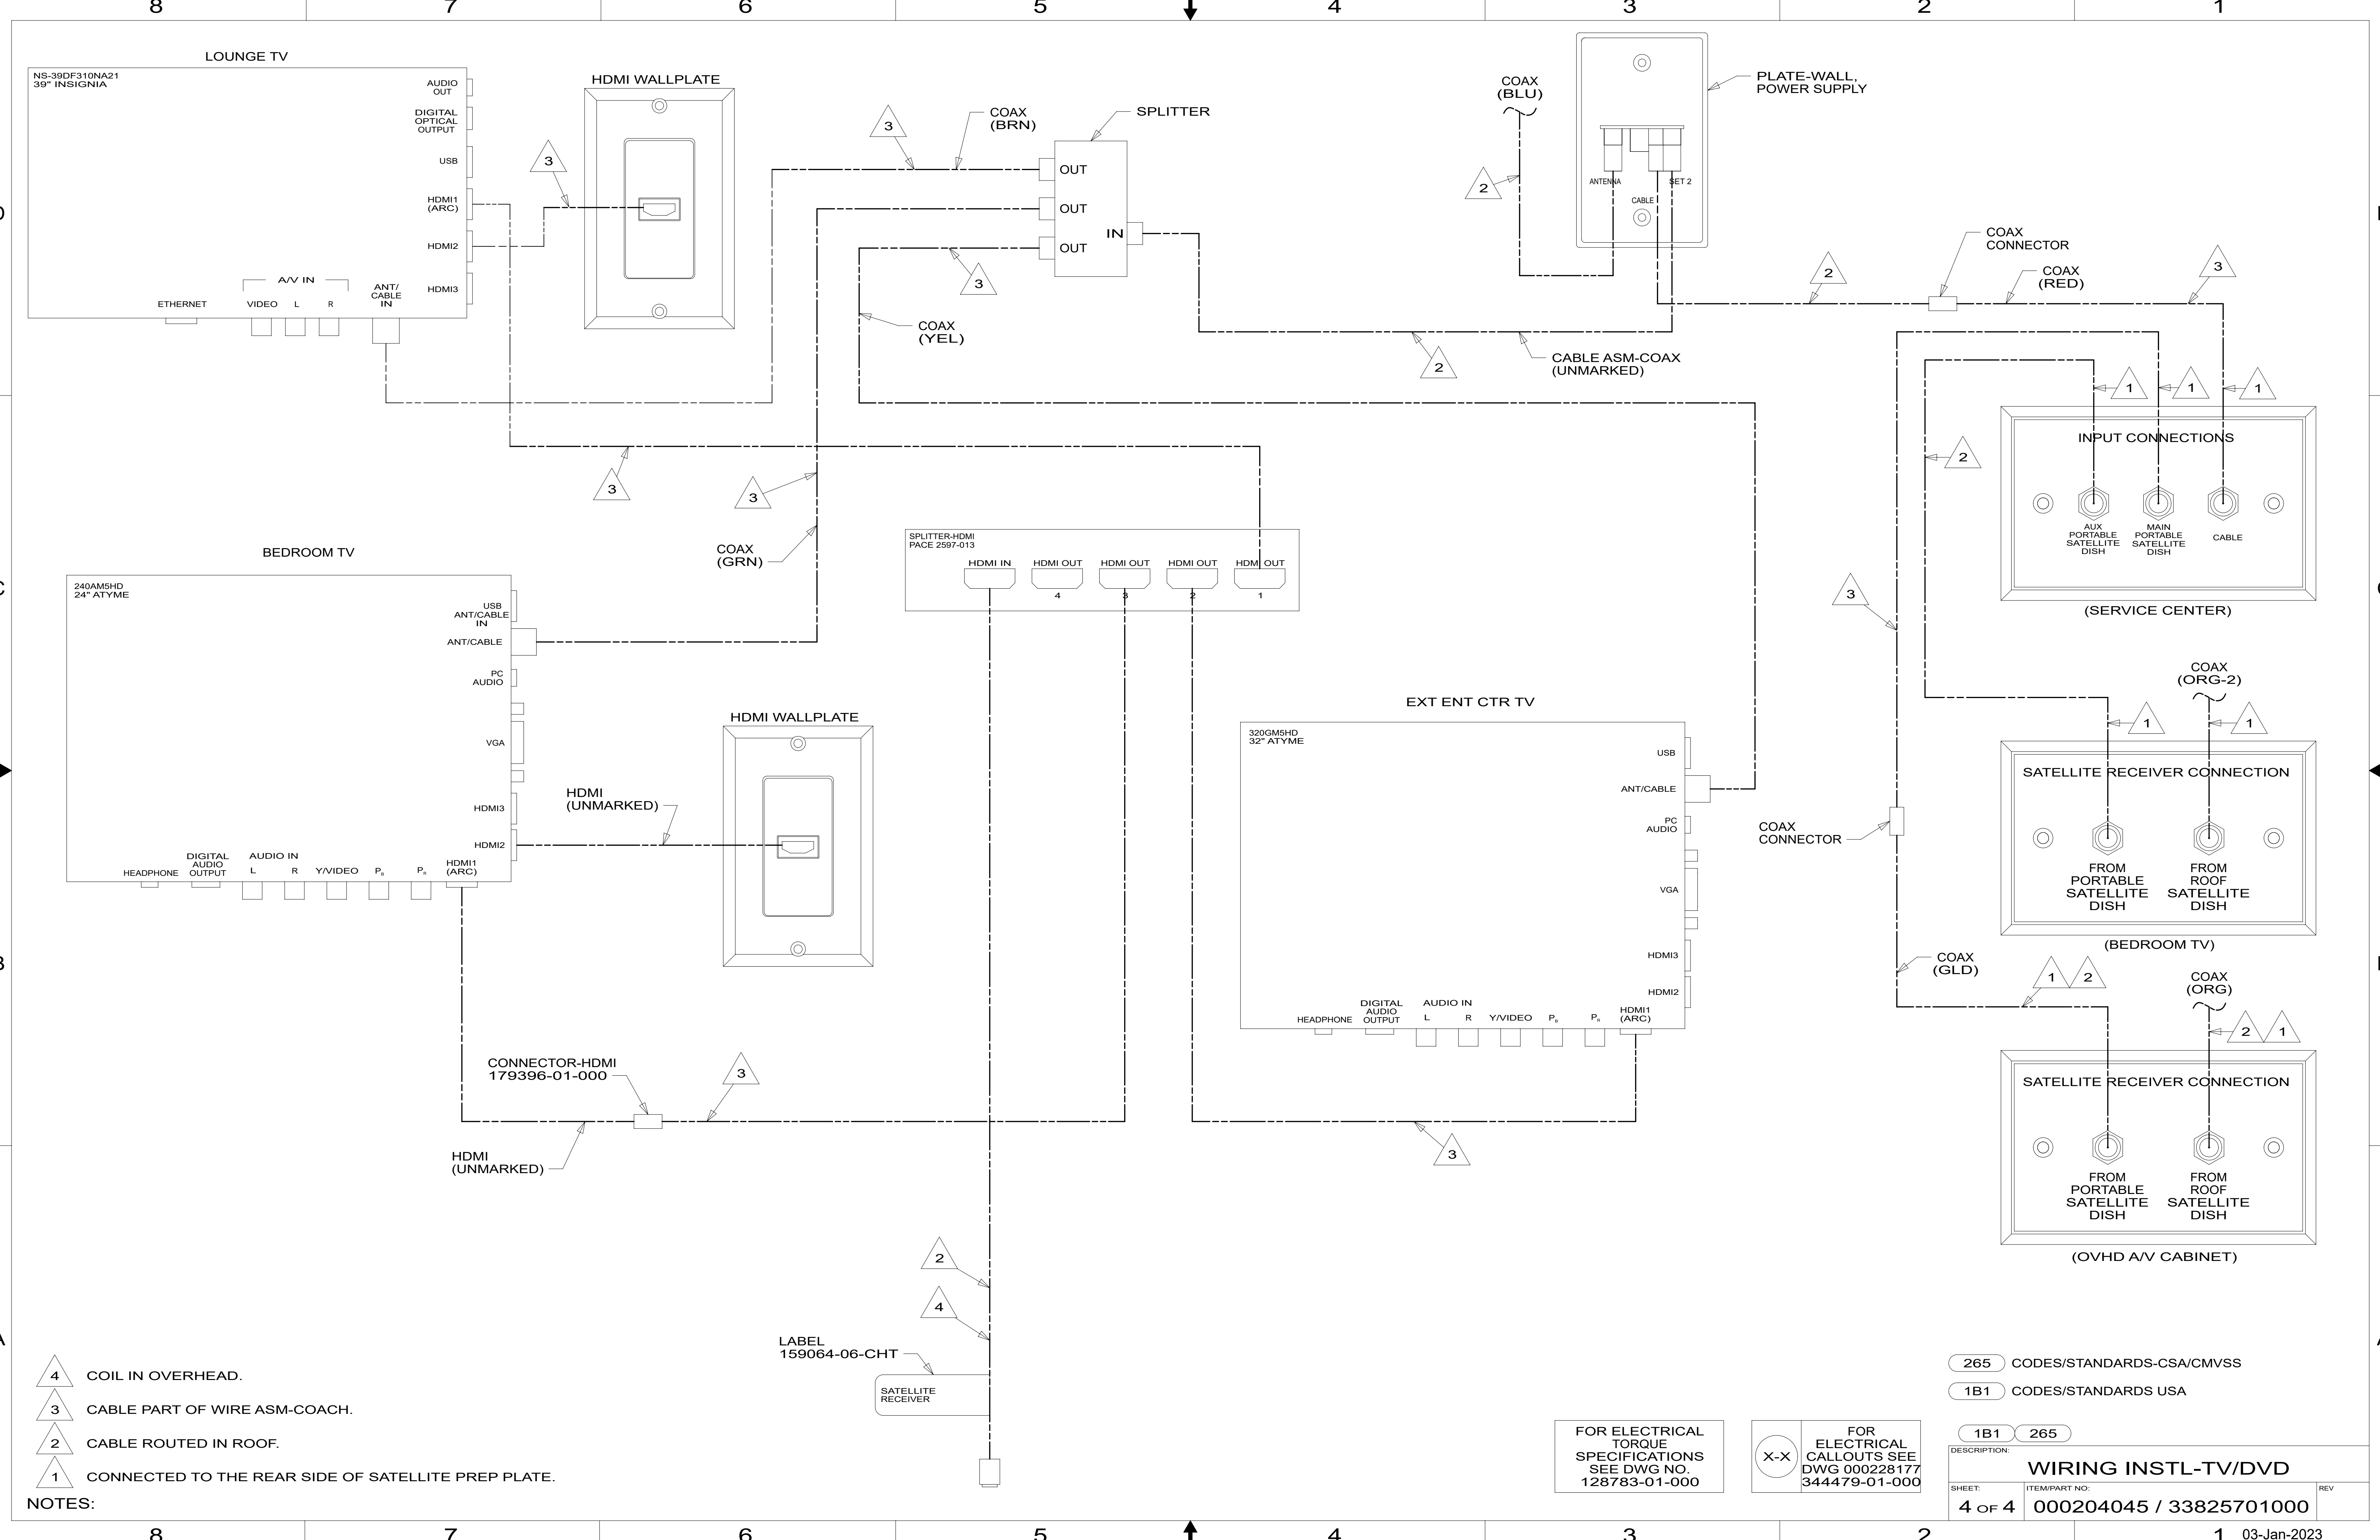 8
7
6
5
4
3
2
1
LOUNGE TV
NS-39DF310NA21
39" INSIGNIA
AUDIO
OUT
DIGITAL
OPTICAL
OUTPUT
USB
HDMI1
(ARC)
HDMI2
HDMI3
A/V IN
ETHERNET
VIDEO
L
R
ANT/
CABLE
IN
HDMI WALLPLATE
3
3
COAX
(BRN)
SPLITTER
OUT
OUT
OUT
IN
3
COAX
(YEL)
COAX
(BLU)
2
ANTENNA
SET 2
CABLE
PLATE-WALL,
POWER SUPPLY
2
COAX
CONNECTOR
COAX
(RED)
3
2
CABLE ASM-COAX
(UNMARKED)
1
1
1
2
INPUT CONNECTIONS
AUX
PORTABLE
SATELLITE
DISH
MAIN
PORTABLE
SATELLITE
DISH
CABLE
(SERVICE CENTER)
3
3
3
COAX
(GRN)
SPLITTER-HDMI
PACE 2597-013
HDMI IN
HDMI OUT
HDMI OUT
HDMI OUT
HDMI OUT
4
3
2
1
BEDROOM TV
240AM5HD
24" ATYME
USB
ANT/CABLE
IN
ANT/CABLE
PC
AUDIO
VGA
HDMI3
HDMI2
HDMI1
(ARC)
HEADPHONE
DIGITAL
AUDIO
OUTPUT
AUDIO IN
L
R
Y/VIDEO
PB
PR
HDMI WALLPLATE
HDMI
(UNMARKED)
EXT ENT CTR TV
320GM5HD
32" ATYME
USB
ANT/CABLE
PC
AUDIO
VGA
HDMI3
HDMI2
HDMI1
(ARC)
HEADPHONE
DIGITAL
AUDIO
OUTPUT
AUDIO IN
L
R
Y/VIDEO
PB
PR
COAX
CONNECTOR
COAX
(ORG-2)
1
1
SATELLITE RECEIVER CONNECTION
FROM
PORTABLE
SATELLITE
DISH
FROM
ROOF
SATELLITE
DISH
(BEDROOM TV)
COAX
(GLD)
1
2
COAX
(ORG)
2
1
SATELLITE RECEIVER CONNECTION
FROM
PORTABLE
SATELLITE
DISH
FROM
ROOF
SATELLITE
DISH
(OVHD A/V CABINET)
CONNECTOR-HDMI
179396-01-000
3
HDMI
(UNMARKED)
3
2
4
LABEL
159064-06-CHT
SATELLITE
RECEIVER
4 COIL IN OVERHEAD.
3 CABLE PART OF WIRE ASM-COACH.
2 CABLE ROUTED IN ROOF.
1 CONNECTED TO THE REAR SIDE OF SATELLITE PREP PLATE.
NOTES:
265 CODES/STANDARDS-CSA/CMVSS
1B1 CODES/STANDARDS USA
FOR ELECTRICAL
TORQUE
SPECIFICATIONS
SEE DWG NO.
128783-01-000
X-X
FOR
ELECTRICAL
CALLOUTS SEE
DWG 000228177
344479-01-000
1B1 265
DESCRIPTION:
WIRING INSTL-TV/DVD
SHEET:
4 OF 4
ITEM/PART NO:
000204045 / 33825701000
REV
8
7
6
5
4
3
2
1
03-Jan-2023